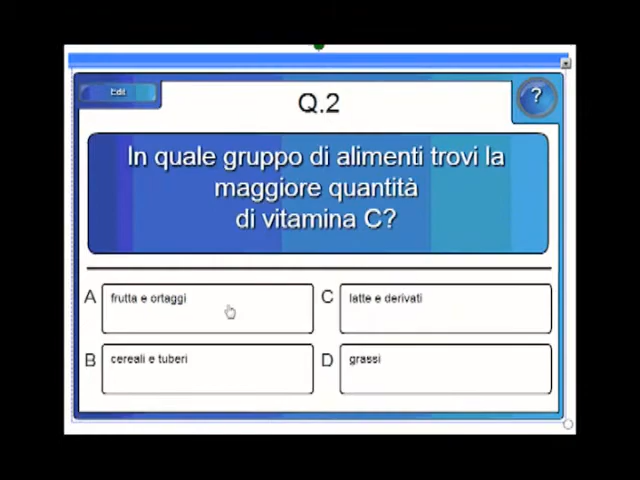 Edit
Q.2
?
In quale gruppo di alimenti trovi la
maggiore quantità
di vitamina C?
A frutta e ortaggi
C latte e derivati
B cereali e tuberi
D grassi